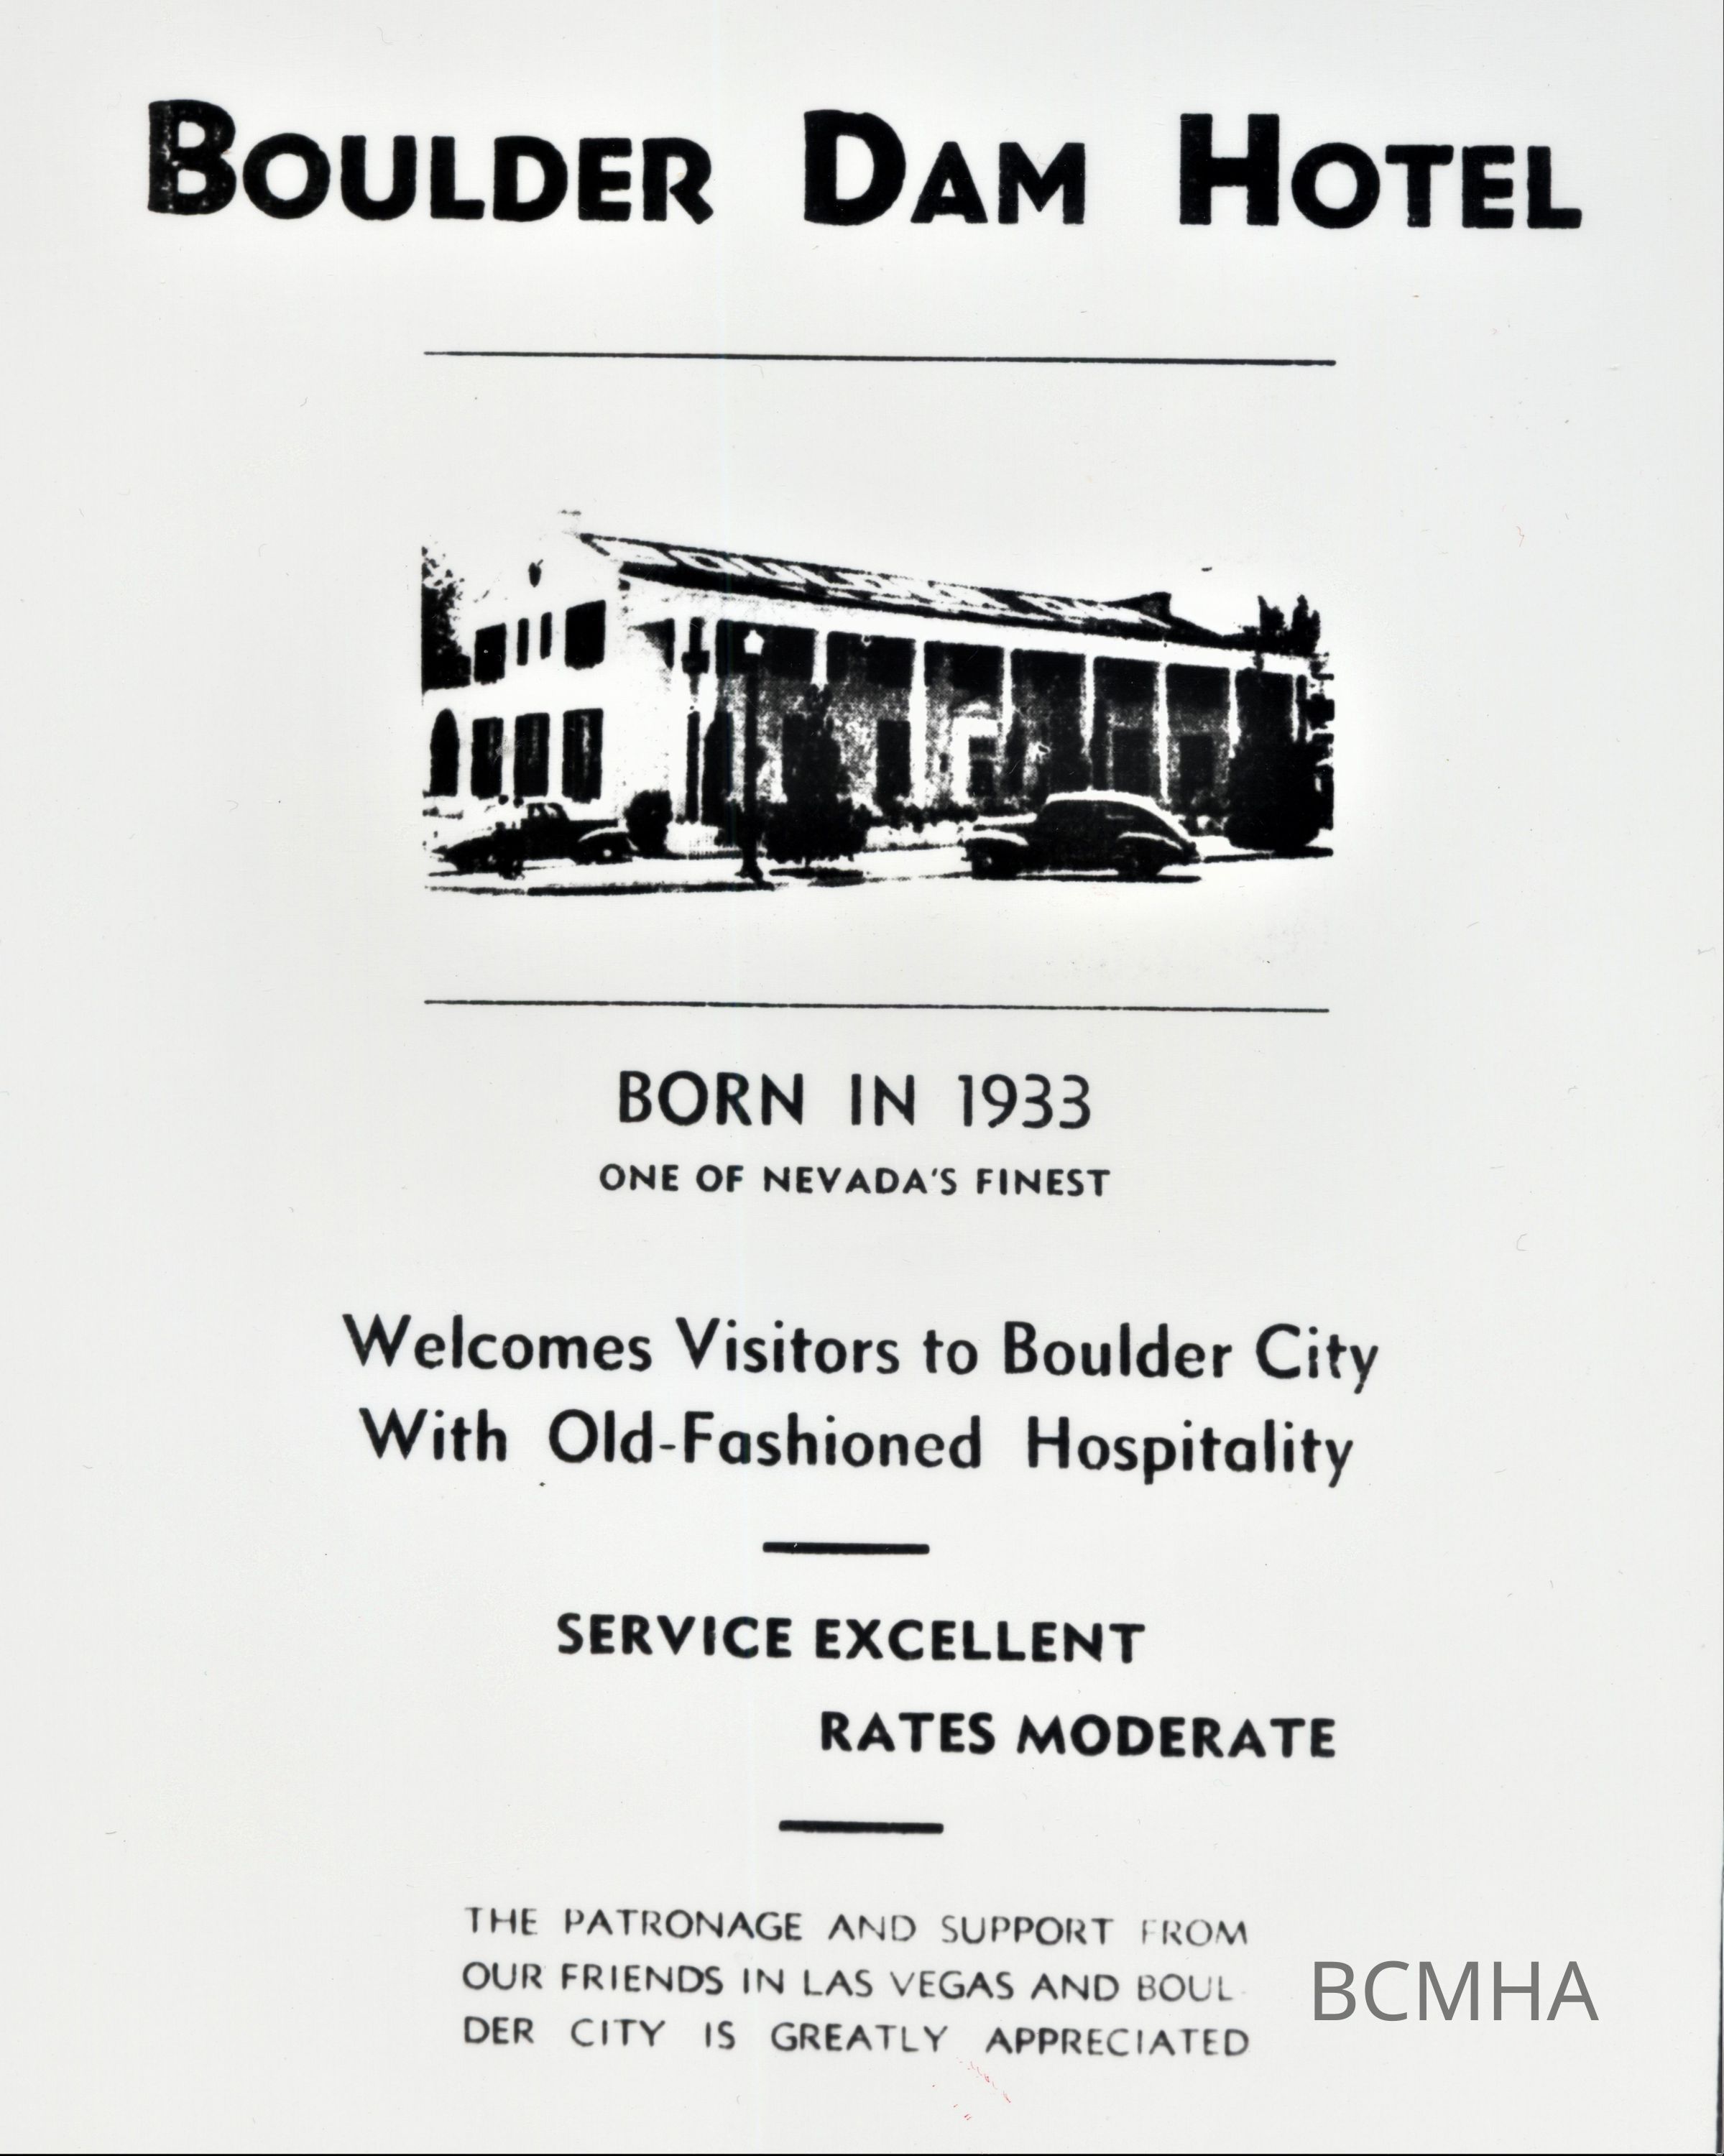 BOULDER DAM HOTEL
BORN IN 1933
ONE OF NEVADA'S FINEST
Welcomes Visitors to Boulder City
With Old-Fashioned Hospitality
SERVICE EXCELLENT
RATES MODERATE
THE PATRONAGE AND SUPPORT FROM
OUR FRIENDS IN LAS VEGAS AND BOUL-
DER CITY IS GREATLY APPRECIATED
BCMHA